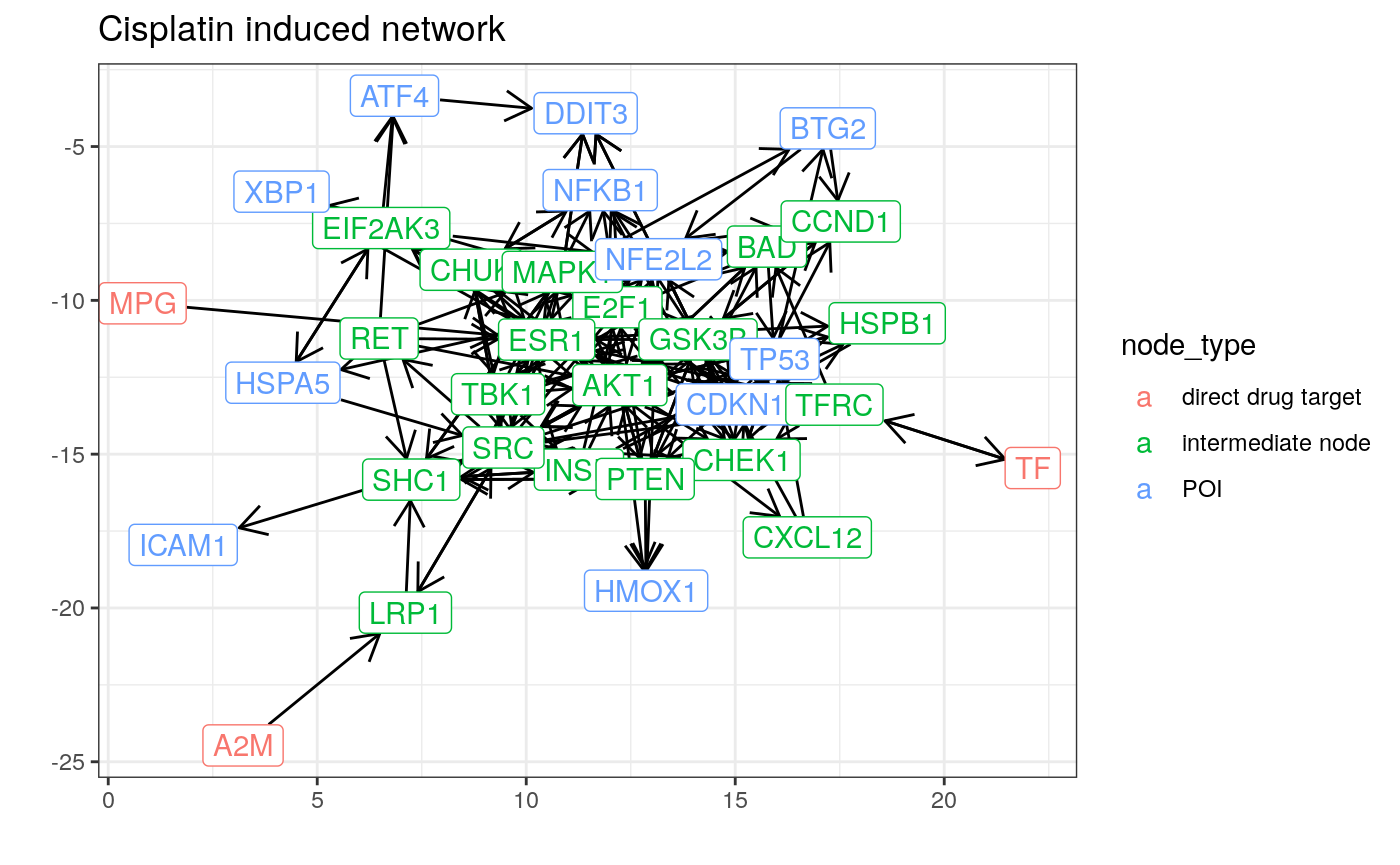 Cisplatin induced network
ATF4
DDIT3
BTG2
-5
XBP1
NFKB1
EIF2AK3
CCND1
BAD
NFE2L2
CHUK
MAPK
-10
MPG
E2F1
HSPB1
RET
ESR1
GSK3B
TP53
HSPA5
TBK1
AKT1
CDKN1
TFRC
SRC
-15
CHEK1
TF
SHC1
INS
PTEN
ICAM1
CXCL12
HMOX1
-20
LRP1
A2M
-25
0 5 10 15 20
node_type
a direct drug target
a intermediate node
a POI